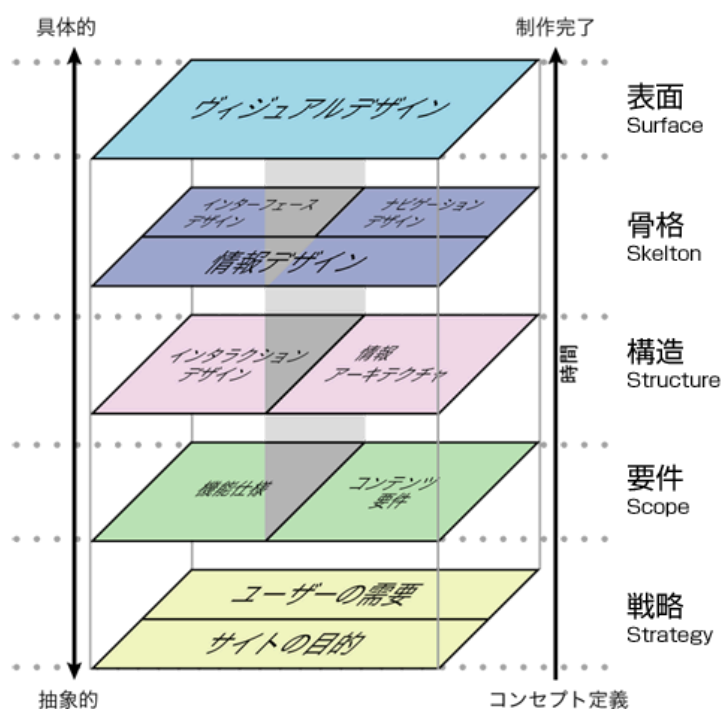 具体的
制作完了
ヴィジュアルデザイン
表面
Surface
インターフェース
デザイン
ナビゲーション
デザイン
情報デザイン
骨格
Skelton
インタラクション
デザイン
情報
アーキテクチャ
構造
Structure
時間
機能仕様
コンテンツ
要件
要件
Scope
ユーザーの需要
サイトの目的
戦略
Strategy
抽象的
コンセプト定義